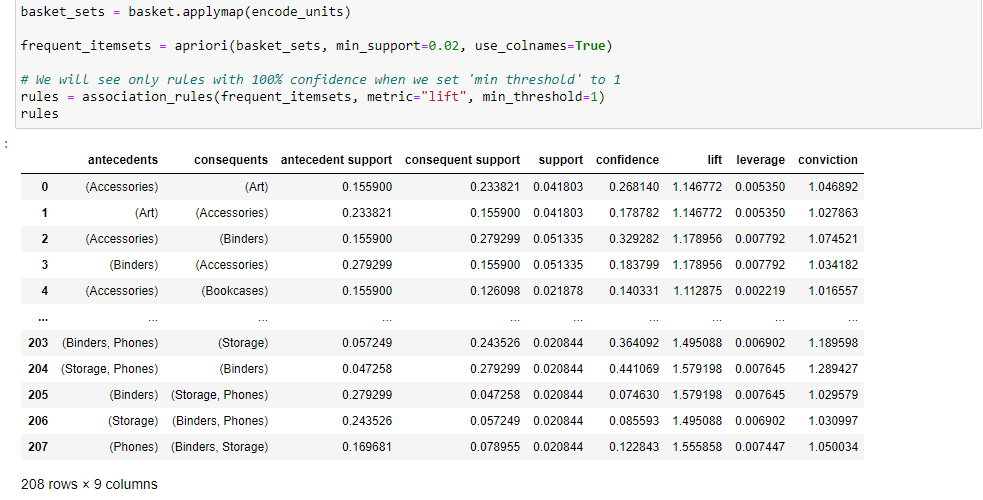 basket_sets = basket.applymap(encode_units)
frequent_itemsets = apriori(basket_sets, min_support=0.02, use_colnames=True)
# We will see only rules with 100% confidence when we set 'min threshold' to 1
rules = association_rules(frequent_itemsets, metric="lift", min_threshold=1)
rules
:
antecedents consequents antecedent support consequent support support confidence lift leverage conviction
0 (Accessories) (Art) 0.155900 0.233821 0.041803 0.268140 1.146772 0.005350 1.046892
1 (Art) (Accessories) 0.233821 0.155900 0.041803 0.178782 1.146772 0.005350 1.027863
2 (Accessories) (Binders) 0.155900 0.279299 0.051335 0.329282 1.178956 0.007792 1.074521
3 (Binders) (Accessories) 0.279299 0.155900 0.051335 0.183799 1.178956 0.007792 1.034182
4 (Accessories) (Bookcases) 0.155900 0.126098 0.021878 0.140331 1.112875 0.002219 1.016557
... ... ... ... ... ... ... ... ... ...
203 (Binders, Phones) (Storage) 0.057249 0.243526 0.020844 0.364092 1.495088 0.006902 1.189598
204 (Storage, Phones) (Binders) 0.047258 0.279299 0.020844 0.441069 1.579198 0.007645 1.289427
205 (Binders) (Storage, Phones) 0.279299 0.047258 0.020844 0.074630 1.579198 0.007645 1.029579
206 (Storage) (Binders, Phones) 0.243526 0.057249 0.020844 0.085593 1.495088 0.006902 1.030997
207 (Phones) (Binders, Storage) 0.169681 0.078955 0.020844 0.122843 1.555858 0.007447 1.050034
208 rows × 9 columns